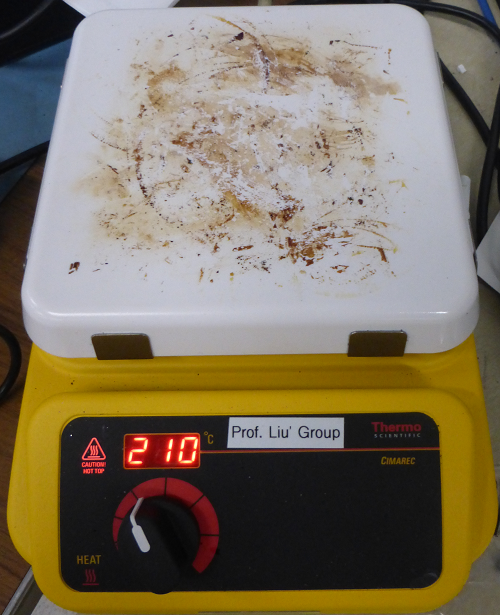 210 °C
Prof. Liu' Group
Thermo
SCIENTIFIC
CAUTION!
HOT TOP
CIMAREC
HEAT